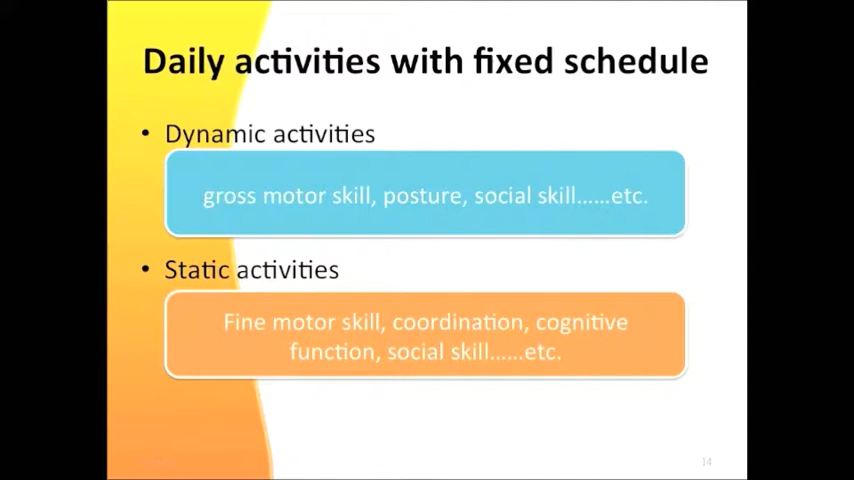 Daily activities with fixed schedule
• Dynamic activities
gross motor skill, posture, social skill……etc.
• Static activities
Fine motor skill, coordination, cognitive
function, social skill……etc.
14